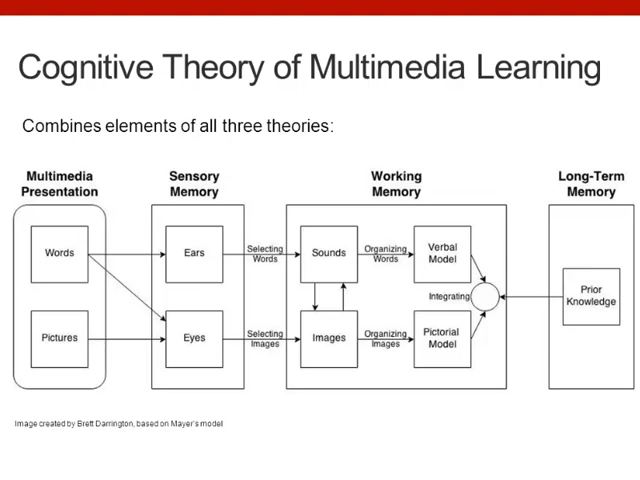 Cognitive Theory of Multimedia Learning
Combines elements of all three theories:
Multimedia
Presentation
Sensory
Memory
Working
Memory
Long-Term
Memory
Words
Ears
Selecting
Words
Sounds
Organizing
Words
Verbal
Model
Integrating
Prior
Knowledge
Pictures
Eyes
Selecting
Images
Images
Organizing
Images
Pictorial
Model
Image created by Brett Darrington, based on Mayer's model